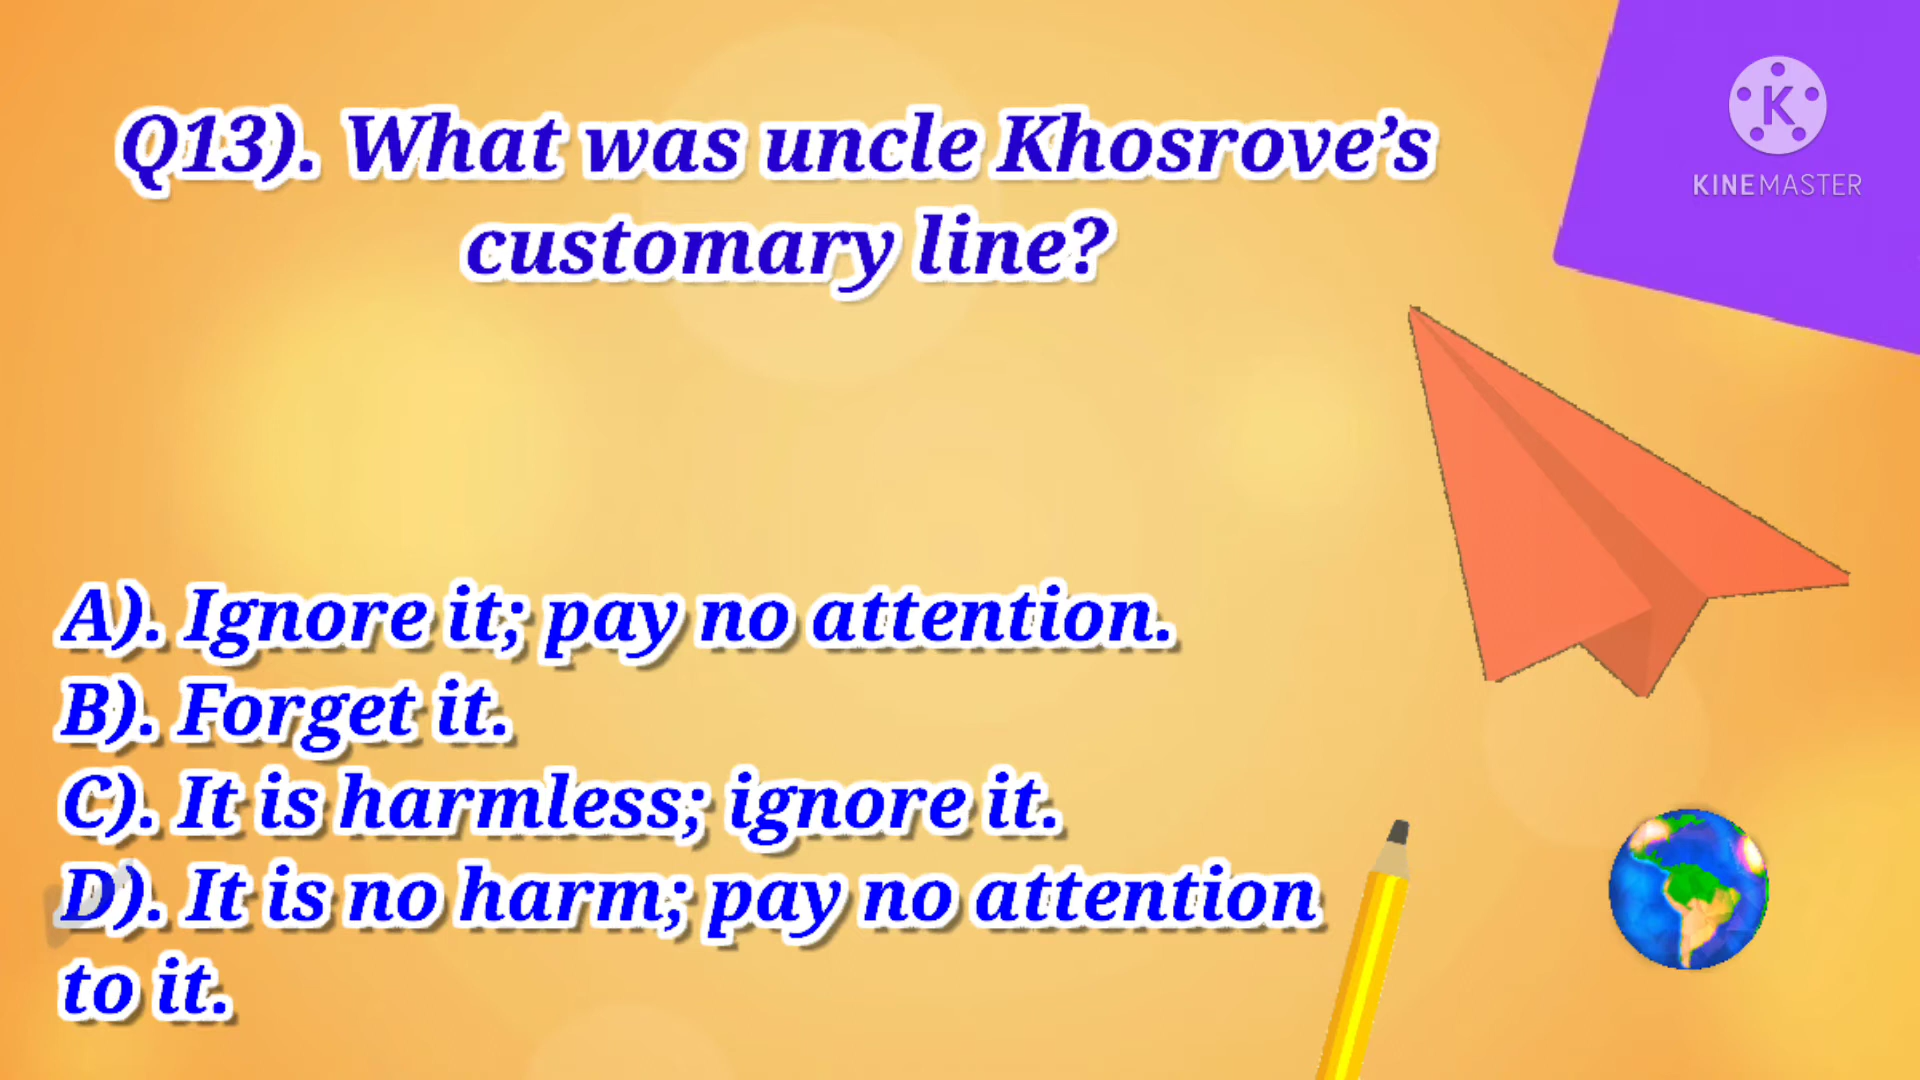 Q13). What was uncle Khosrove’s
customary line?
K
KINEMASTER
A). Ignore it; pay no attention.
B). Forget it.
C). It is harmless; ignore it.
D). It is no harm; pay no attention
to it.